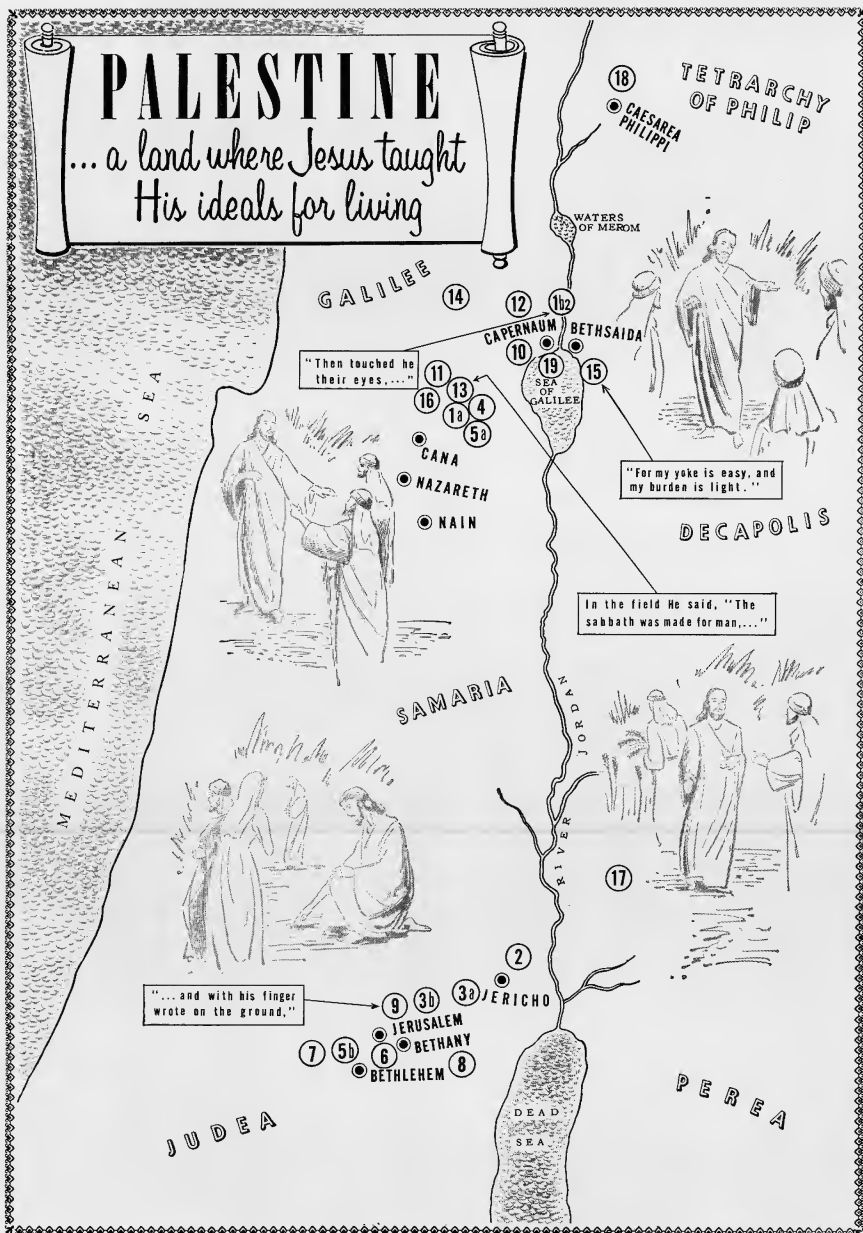 PALESTINE
... a land where Jesus taught
His ideals for living
18
TETRARCHY
OF PHILIP
CAESAREA
PHILIPPI
WATERS
OF MEROM
GALILEE
14
12
1b2
CAPERNAUM
BETHSAIDA
10
19
15
SEA
OF
GALILEE
"Then touched he
their eyes,..."
11
13
16
1a
4
5a
CANA
NAZARETH
NAIN
"For my yoke is easy, and
my burden is light."
DECAPOLIS
MEDITERRANEAN SEA
In the field He said, "The
sabbath was made for man,..."
SAMARIA
RIVER JORDAN
17
2
JERICHO
3a
3b
9
"... and with his finger
wrote on the ground,"
JERUSALEM
BETHANY
7
5b
6
8
BETHLEHEM
JUDEA
DEAD
SEA
PEREA